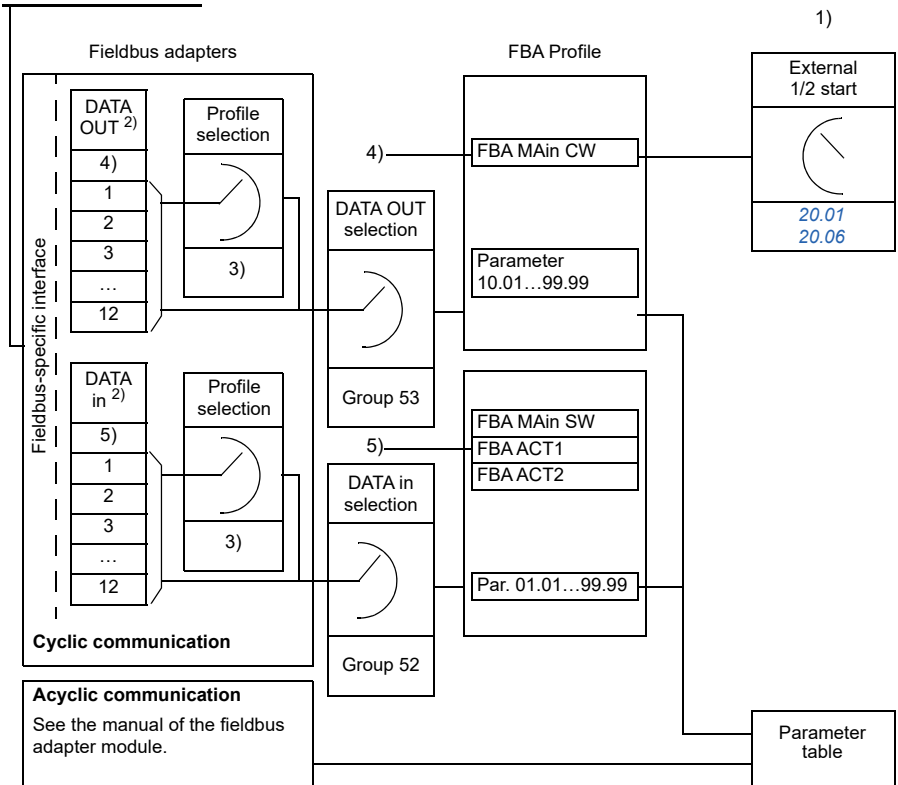 1)
Fieldbus adapters
FBA Profile
Fieldbus-specific interface
DATA
OUT 2)
4)
1
2
3
...
12
Profile
selection
3)
DATA
in 2)
5)
1
2
3
...
12
Profile
selection
3)
Cyclic communication
DATA OUT
selection
Group 53
DATA in
selection
Group 52
4)
FBA MAin CW
Parameter
10.01...99.99
5)
FBA MAin SW
FBA ACT1
FBA ACT2
Par. 01.01...99.99
External
1/2 start
20.01
20.06
Acyclic communication
See the manual of the fieldbus
adapter module.
Parameter
table